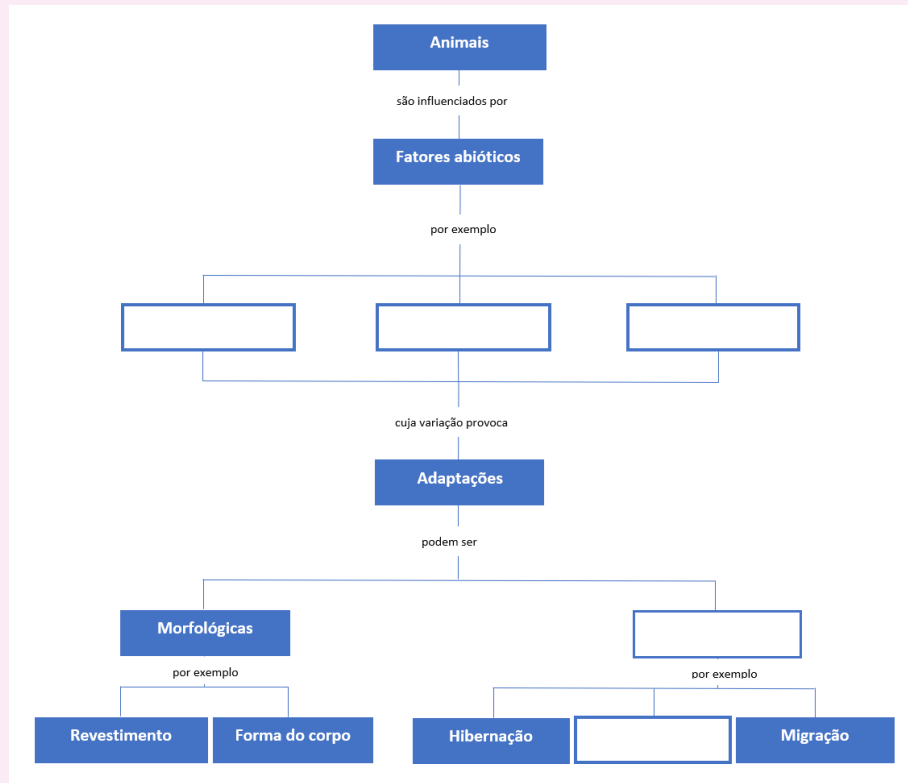 Animais
são influenciados por
Fatores abióticos
por exemplo
cuja variação provoca
Adaptações
podem ser
Morfológicas
por exemplo
por exemplo
Revestimento
Forma do corpo
Hibernação
Migração